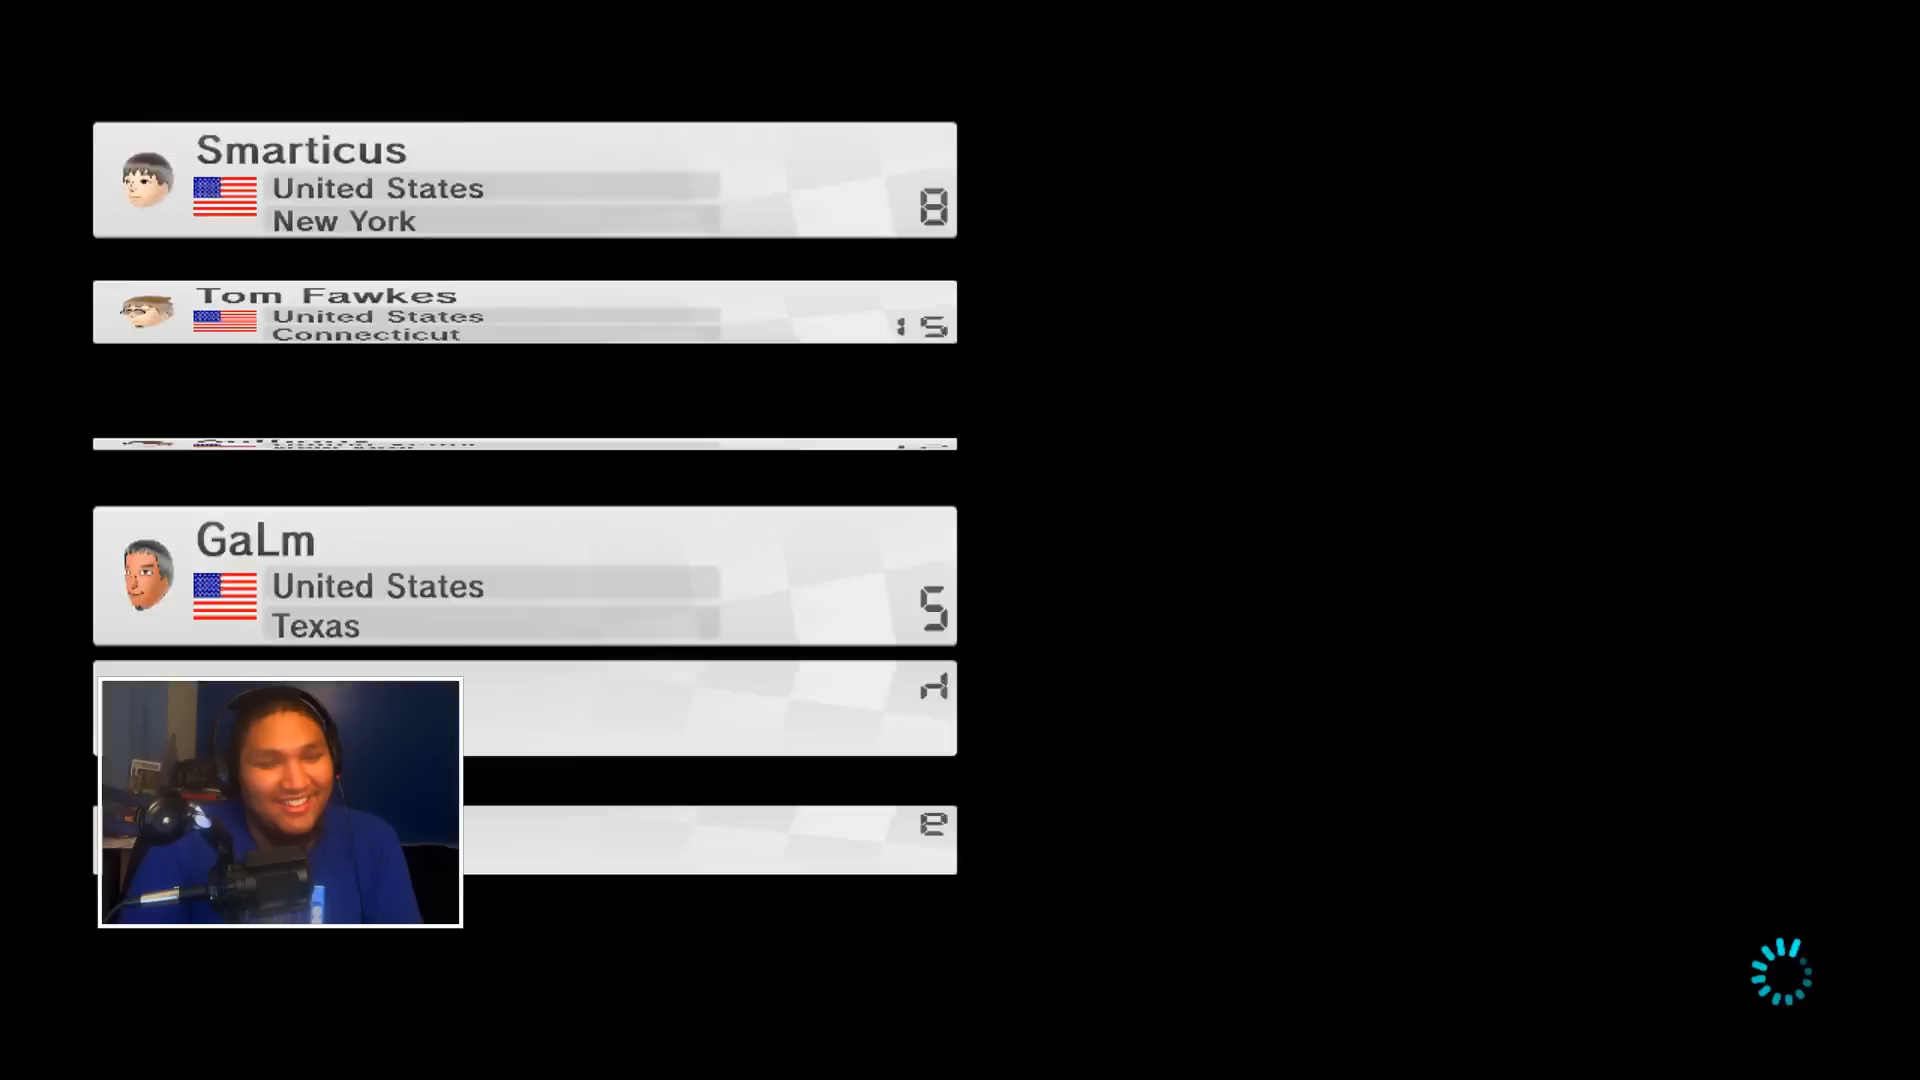 Smarticus
United States
New York
8
Tom Fawkes
United States
Connecticut
15
GaLm
United States
Texas
5